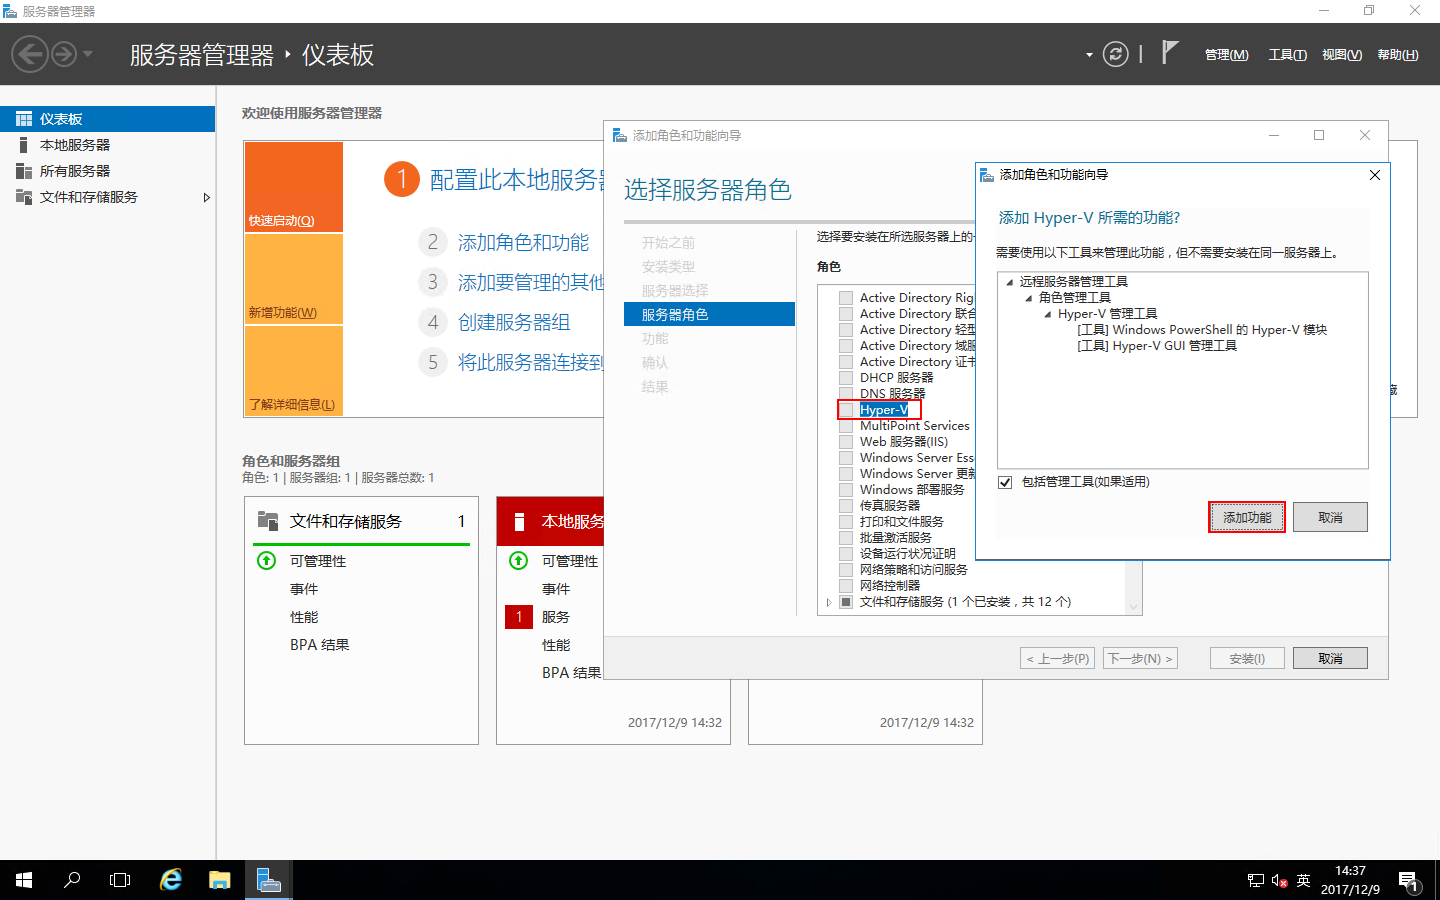 服务器管理器
服务器管理器 · 仪表板
管理(M) 工具(T) 视图(V) 帮助(H)
仪表板
本地服务器
所有服务器
文件和存储服务
欢迎使用服务器管理器
快速启动(Q)
新增功能(W)
了解详细信息(L)
1 配置此本地服务
2 添加角色和功能
3 添加要管理的其他
4 创建服务器组
5 将此服务器连接到
角色和服务器组
角色: 1 | 服务器组: 1 | 服务器总数: 1
文件和存储服务 1
可管理性
事件
性能
BPA 结果
本地服务
可管理性
事件
1 服务
性能
BPA 结果
2017/12/9 14:32
2017/12/9 14:32
添加角色和功能向导
选择服务器角色
开始之前
安装类型
服务器选择
服务器角色
功能
确认
结果
选择要安装在所选服务器上的
角色
Active Directory
Active Directory 联合
Active Directory 轻型
Active Directory 域服
Active Directory 证书
DHCP 服务器
DNS 服务器
Hyper-V
MultiPoint Services
Web 服务器(IIS)
Windows Server Ess
Windows Server 更新
Windows 部署服务
传真服务器
打印和文件服务
批量激活服务
设备运行状况证明
网络策略和访问服务
网络控制器
文件和存储服务 (1 个已安装，共 12 个)
< 上一步(P) 下一步(N) > 安装(I) 取消
添加角色和功能向导
添加 Hyper-V 所需的功能?
需要使用以下工具来管理此功能，但不需要安装在同一服务器上。
远程服务器管理工具
角色管理工具
Hyper-V 管理工具
[工具] Windows PowerShell 的 Hyper-V 模块
[工具] Hyper-V GUI 管理工具
包括管理工具(如果适用)
添加功能 取消
英
14:37
2017/12/9
1